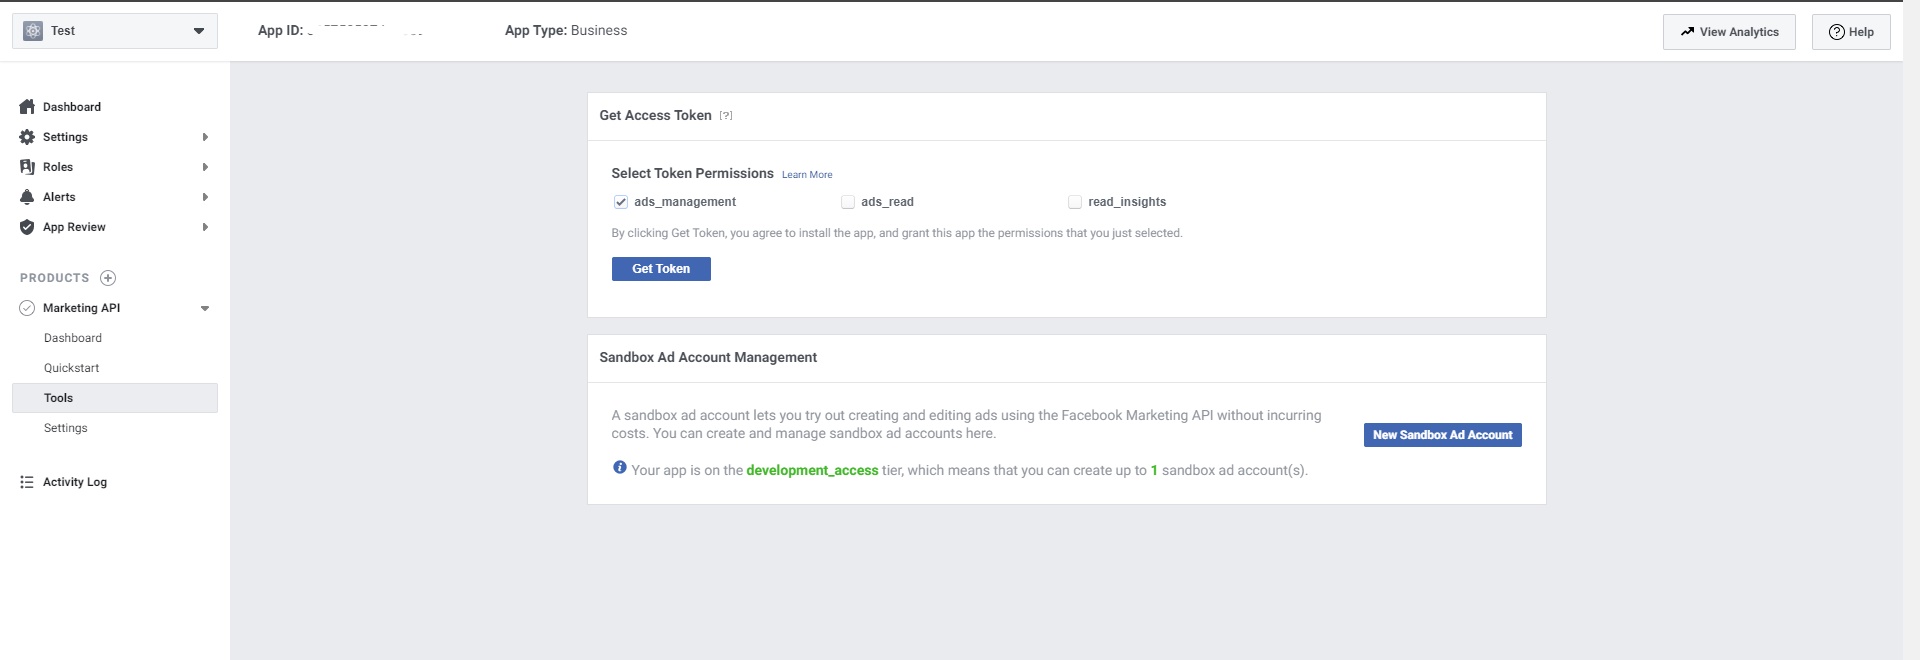 Test
App ID:
App Type: Business
View Analytics
Help
Dashboard
Settings
Roles
Alerts
App Review
PRODUCTS
Marketing API
Dashboard
Quickstart
Tools
Settings
Activity Log
Get Access Token [?]
Select Token Permissions Learn More
ads_management ads_read read_insights
By clicking Get Token, you agree to install the app, and grant this app the permissions that you just selected.
Get Token
Sandbox Ad Account Management
A sandbox ad account lets you try out creating and editing ads using the Facebook Marketing API without incurring
costs. You can create and manage sandbox ad accounts here.
New Sandbox Ad Account
Your app is on the development_access tier, which means that you can create up to 1 sandbox ad account(s).